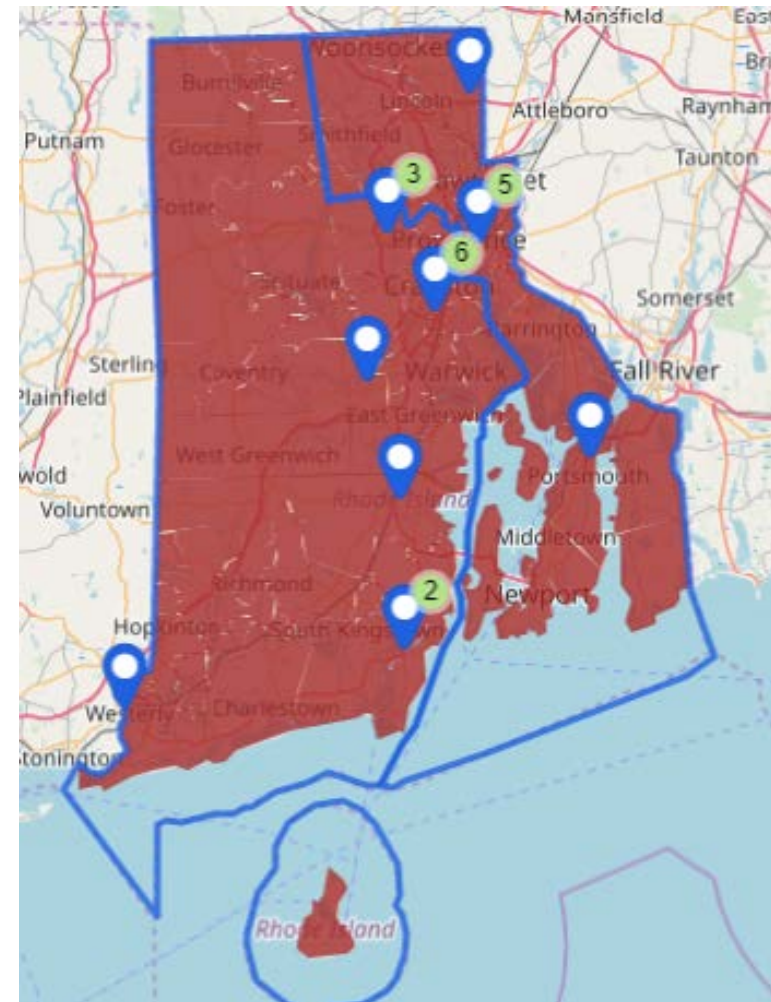 Mansfield
East
Woonsocket
Burrillville
Lincoln
Attleboro
Raynham
Putnam
Smithfield
Glocester
Taunton
3
5
Foster
6
Scituate
Somerset
Barrington
Sterling
Coventry
Warwick
Fall River
Plainfield
East Greenwich
West Greenwich
Portsmouth
Rhode Island
Voluntown
Middletown
Richmond
2
Newport
Hopkinton
South Kingstown
Westerly
Charlestown
Stonington
Rhode Island